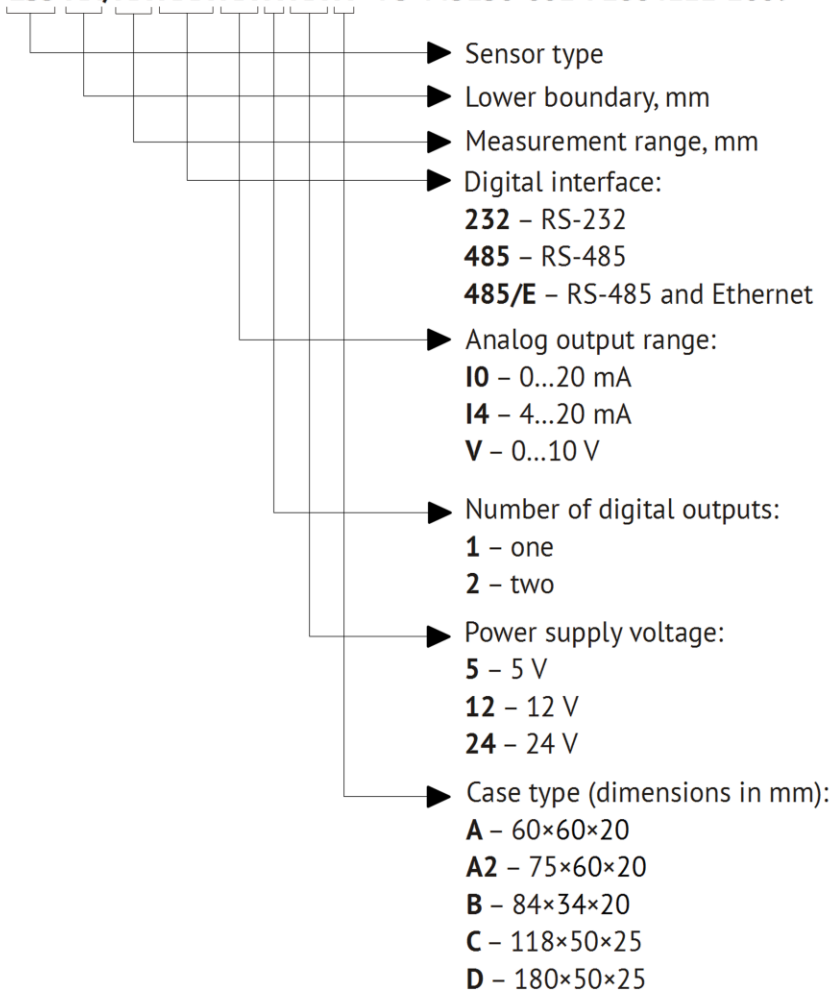 Sensor type
Lower boundary, mm
Measurement range, mm
Digital interface:
232 – RS-232
485 – RS-485
485/E – RS-485 and Ethernet
Analog output range:
I0 – 0...20 mA
I4 – 4...20 mA
V – 0...10 V
Number of digital outputs:
1 – one
2 – two
Power supply voltage:
5 – 5 V
12 – 12 V
24 – 24 V
Case type (dimensions in mm):
A – 60×60×20
A2 – 75×60×20
B – 84×34×20
C – 118×50×25
D – 180×50×25